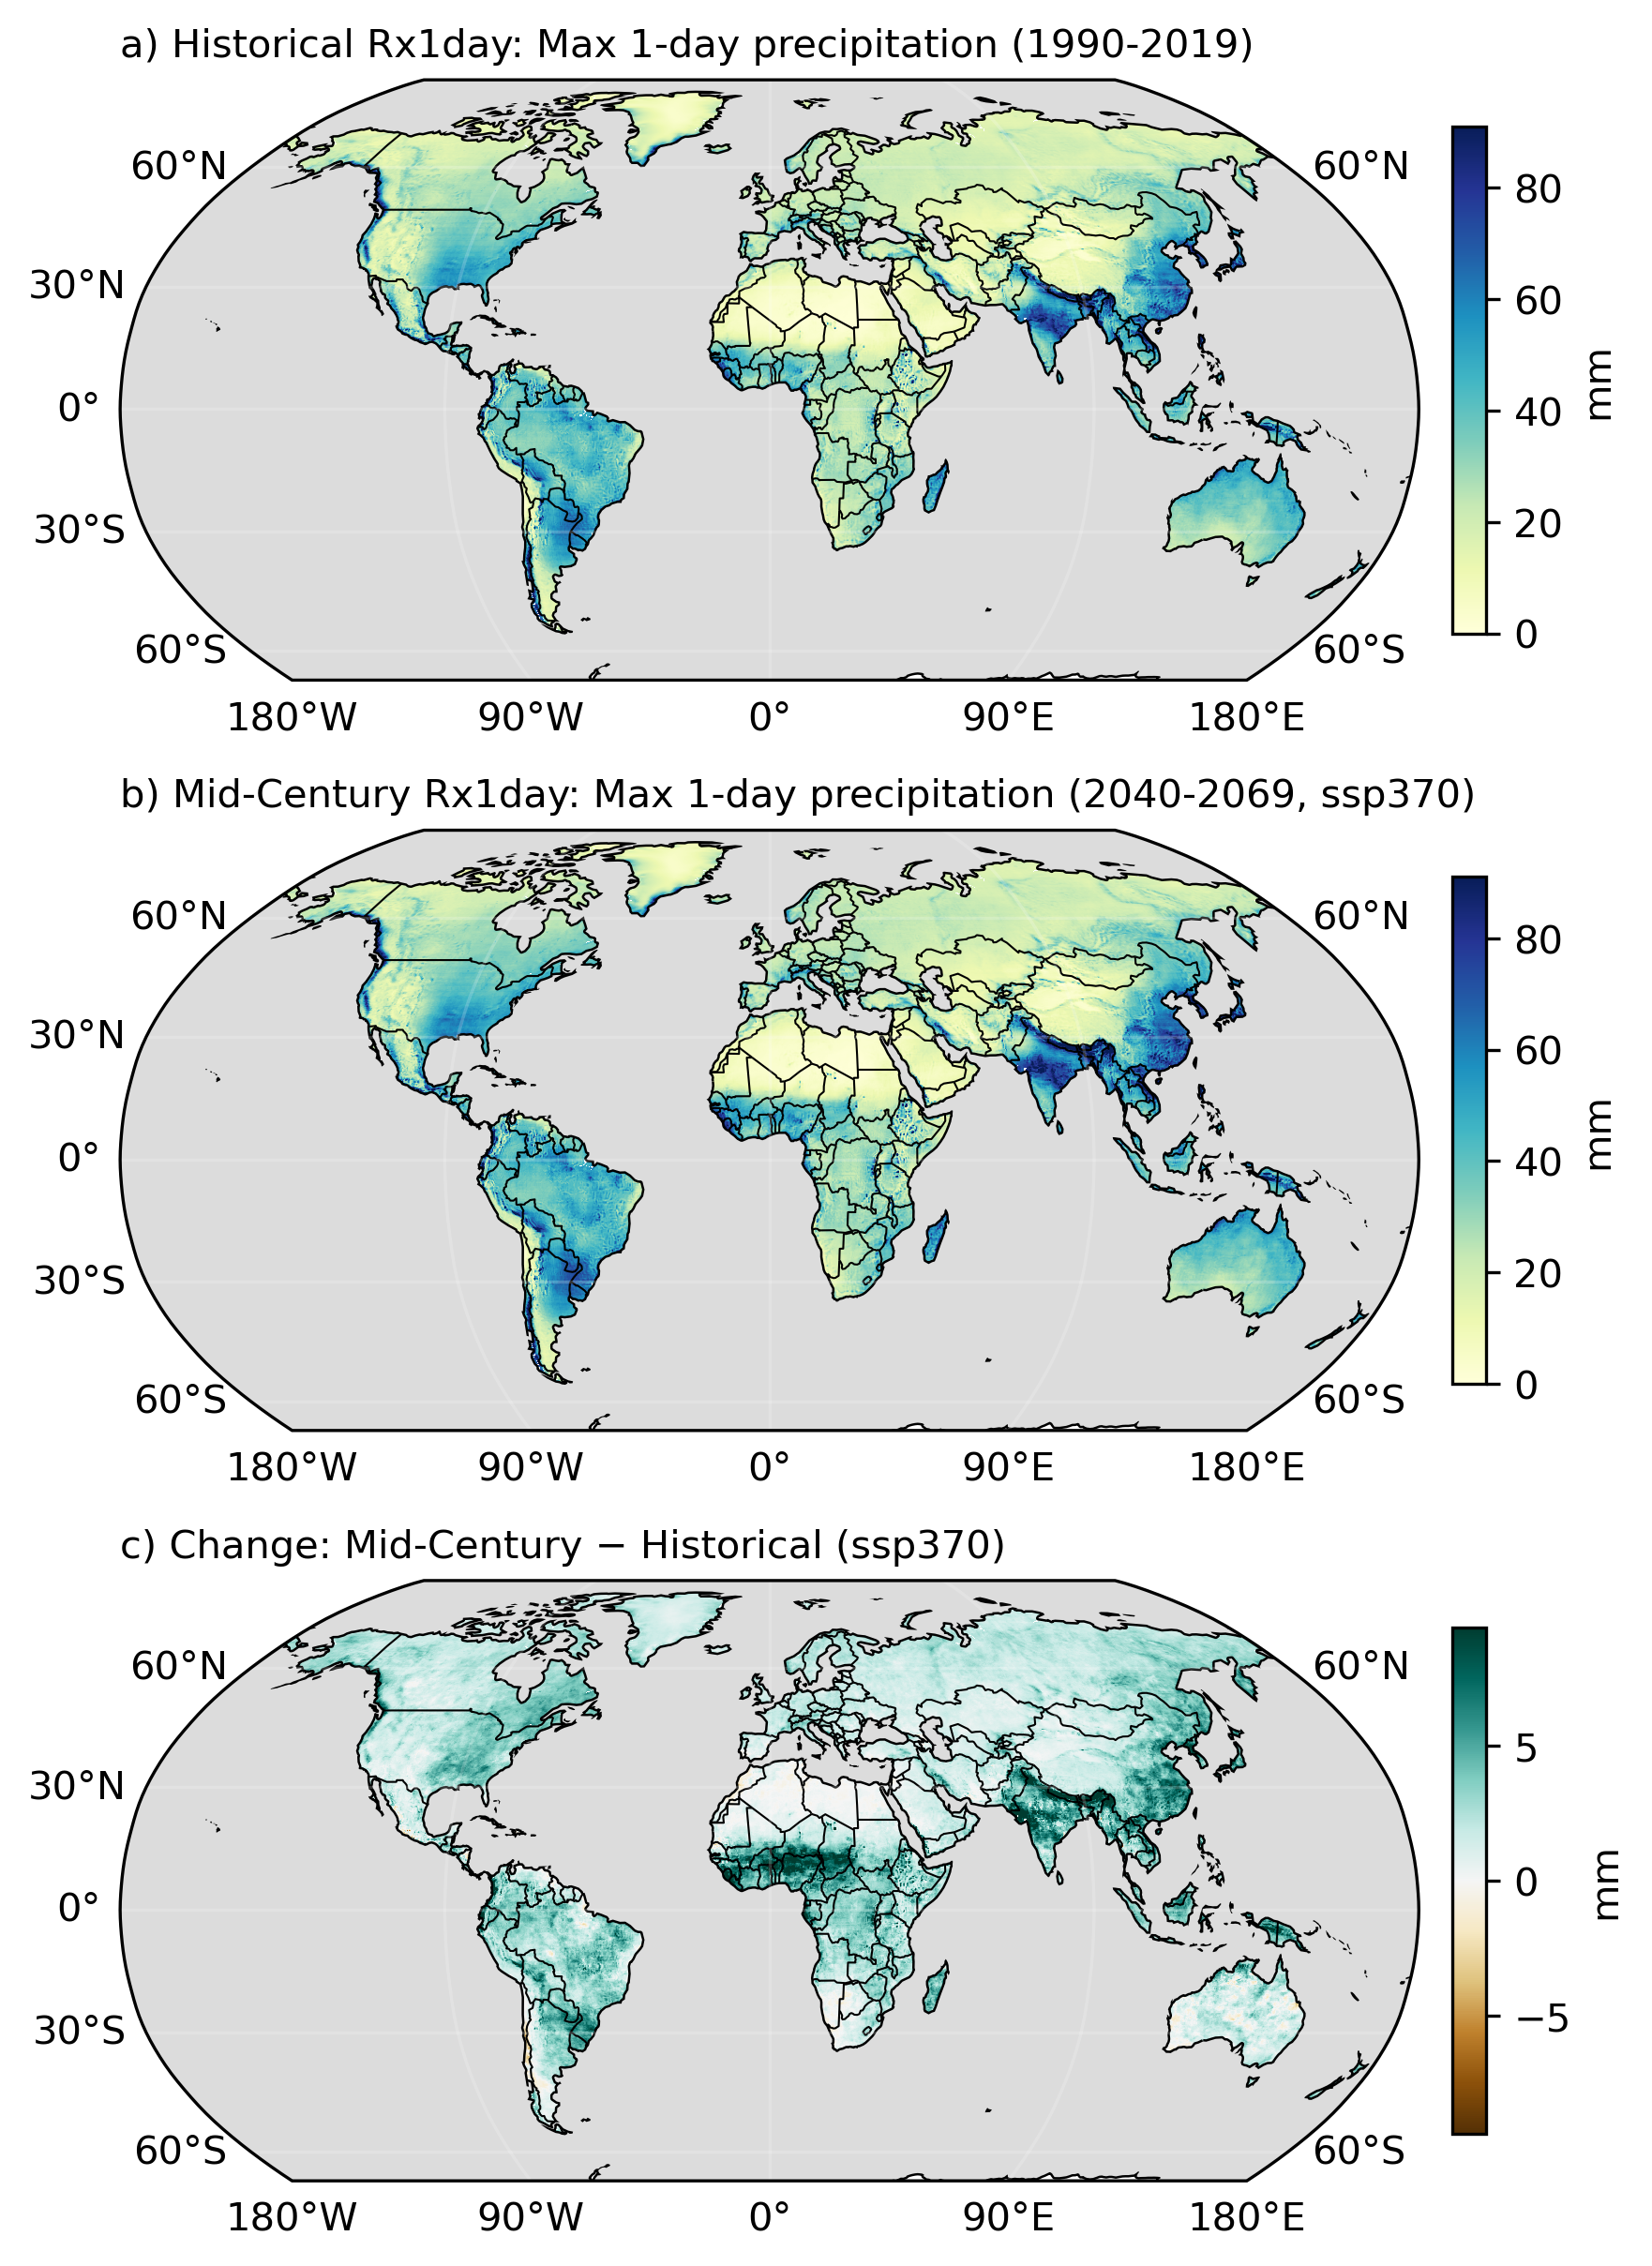 a) Historical Rx1day: Max 1-day precipitation (1990-2019)
60°N 60°N
30°N
0°
30°S
60°S 60°S
180°W 90°W 0° 90°E 180°E
80
60
40
20
0
mm
b) Mid-Century Rx1day: Max 1-day precipitation (2040-2069, ssp370)
60°N 60°N
30°N
0°
30°S
60°S 60°S
180°W 90°W 0° 90°E 180°E
80
60
40
20
0
mm
c) Change: Mid-Century − Historical (ssp370)
60°N 60°N
30°N
0°
30°S
60°S 60°S
180°W 90°W 0° 90°E 180°E
5
0
−5
mm